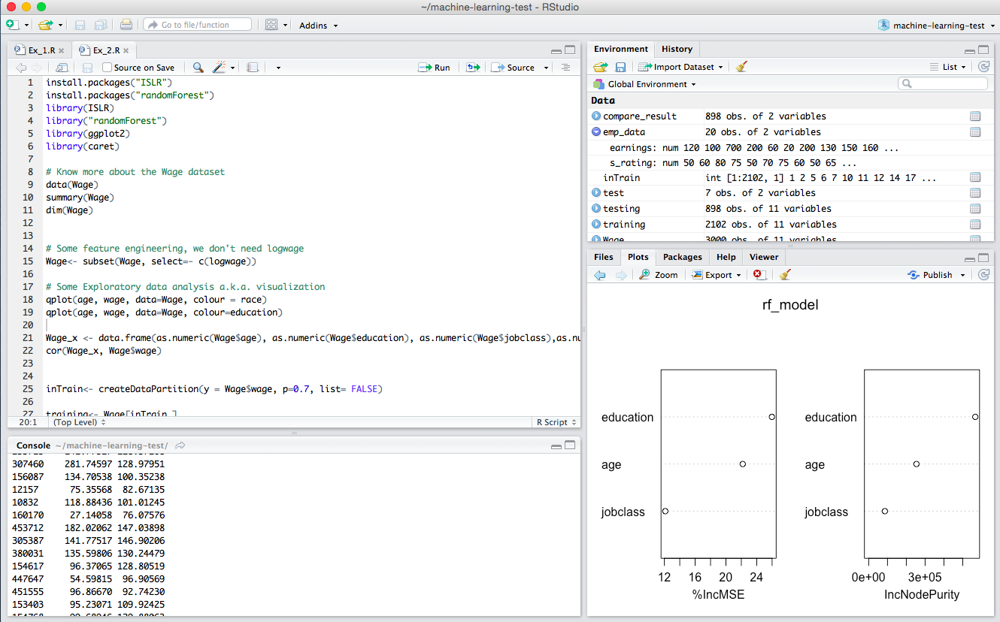 ~/machine-learning-test - RStudio
Go to file/function
Addins
machine-learning-test
Ex_1.R
Ex_2.R
Source on Save
Run
Source
1 install.packages("ISLR")
2 install.packages("randomForest")
3 library(ISLR)
4 library("randomForest")
5 library(ggplot2)
6 library(caret)
7
8 # Know more about the Wage dataset
9 data(Wage)
10 summary(Wage)
11 dim(Wage)
12
13
14 # Some feature engineering, we don't need logwage
15 Wage<- subset(Wage, select=- c(logwage))
16
17 # Some Exploratory data analysis a.k.a. visualization
18 qplot(age, wage, data=Wage, colour = race)
19 qplot(age, wage, data=Wage, colour=education)
20
21 Wage_x <- data.frame(as.numeric(Wage$age), as.numeric(Wage$education), as.numeric(Wage$jobclass),as.nu
22 cor(Wage_x, Wage$wage)
23
24
25 inTrain<- createDataPartition(y = Wage$wage, p=0.7, list= FALSE)
26
27 training<- Wage[inTrain,]
20:1 (Top Level) R Script
Console ~/machine-learning-test/
307460 281.74597 128.97951
156087 134.70538 100.35238
12157 75.35568 82.67135
10832 118.88436 101.01245
160170 27.14058 76.07576
453712 182.02062 147.03898
305387 141.77517 146.90206
380031 135.59806 130.24479
154617 96.37065 128.80519
447647 54.59815 96.90569
451555 96.86670 92.74230
153403 95.23071 109.92425
Environment History
Import Dataset
List
Global Environment
Data
compare_result 898 obs. of 2 variables
emp_data 20 obs. of 2 variables
earnings: num 120 100 700 200 60 20 200 130 150 160 ...
s_rating: num 50 60 80 75 50 70 75 60 50 65 ...
inTrain int [1:2102, 1] 1 2 5 6 7 10 11 12 14 17 ...
test 7 obs. of 2 variables
testing 898 obs. of 11 variables
training 2102 obs. of 11 variables
Wage 3000 obs. of 11 variables
Files Plots Packages Help Viewer
Zoom Export Publish
rf_model
education
age
jobclass
12 16 20 24
%IncMSE
education
age
jobclass
0e+00 3e+05
IncNodePurity